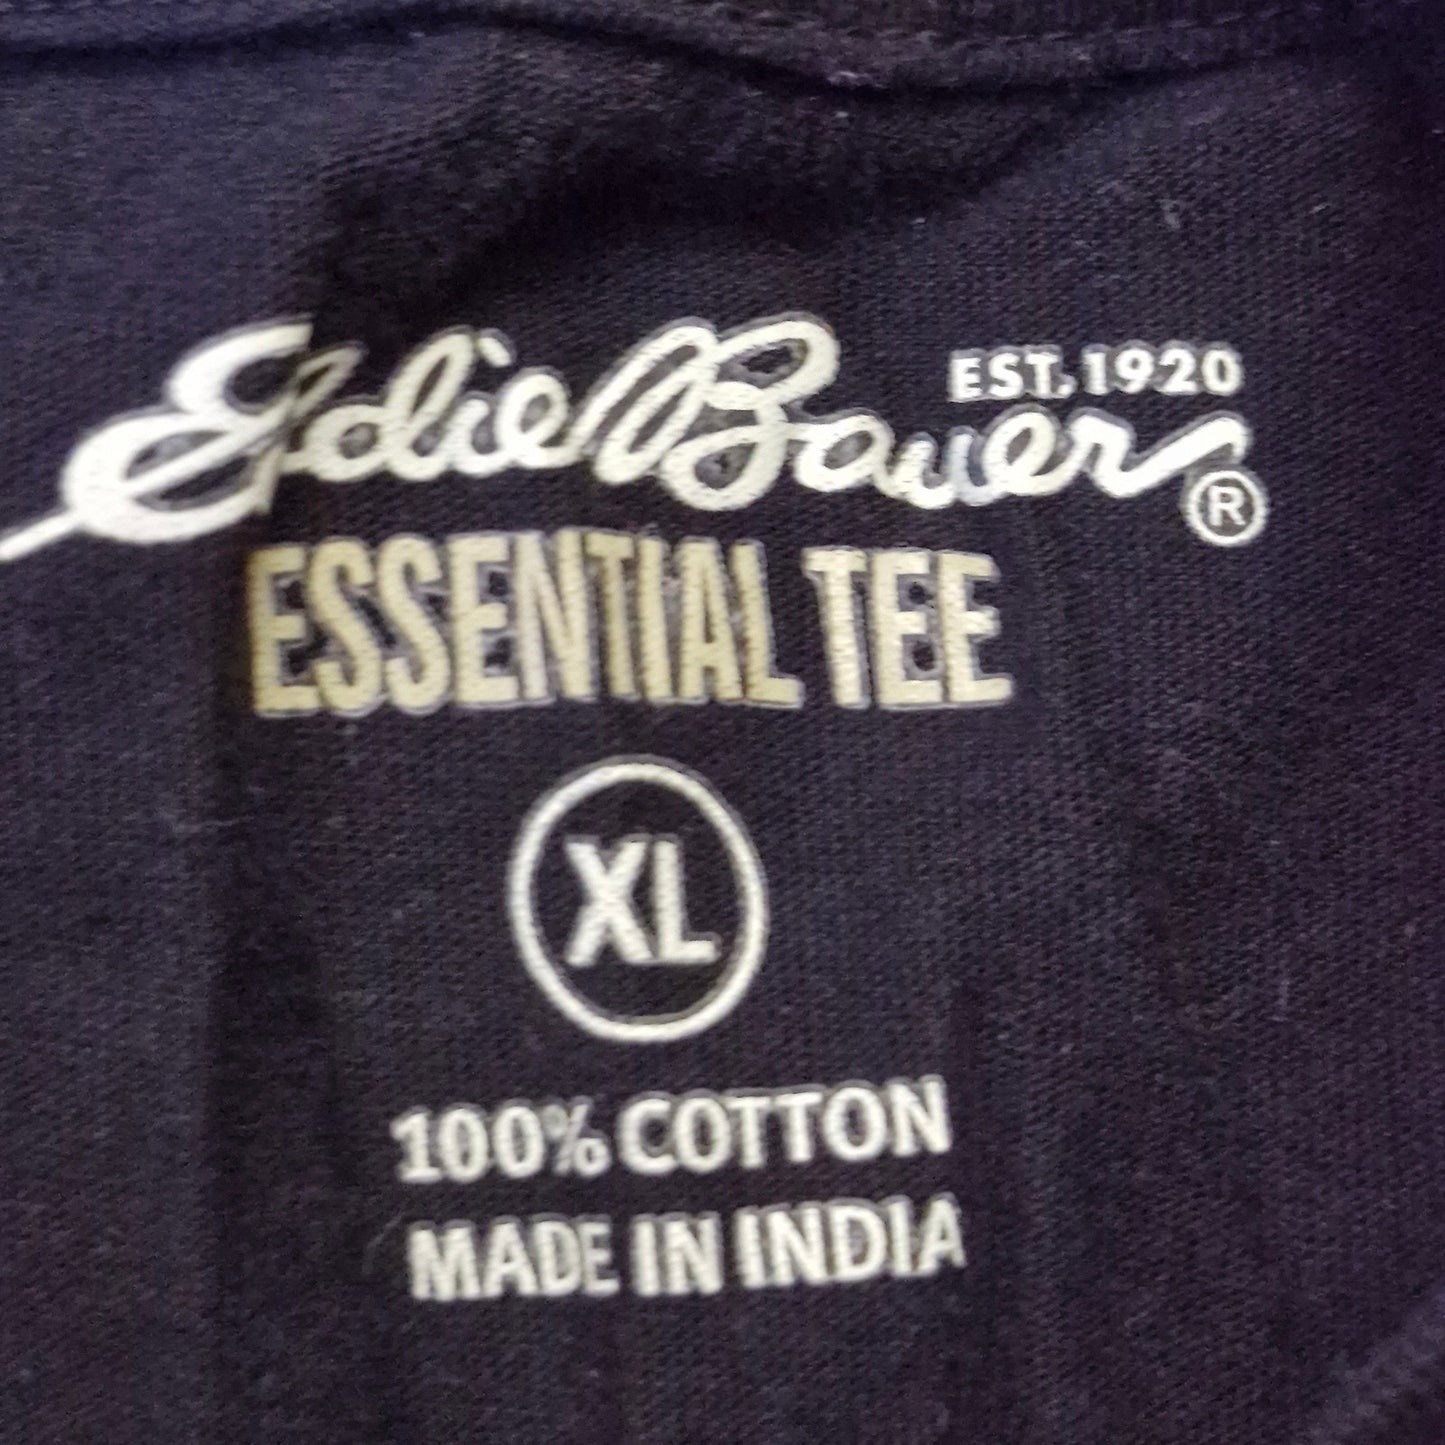 EST. 1920
Eddie Bauer®
ESSENTIAL TEE
XL
100% COTTON
MADE IN INDIA